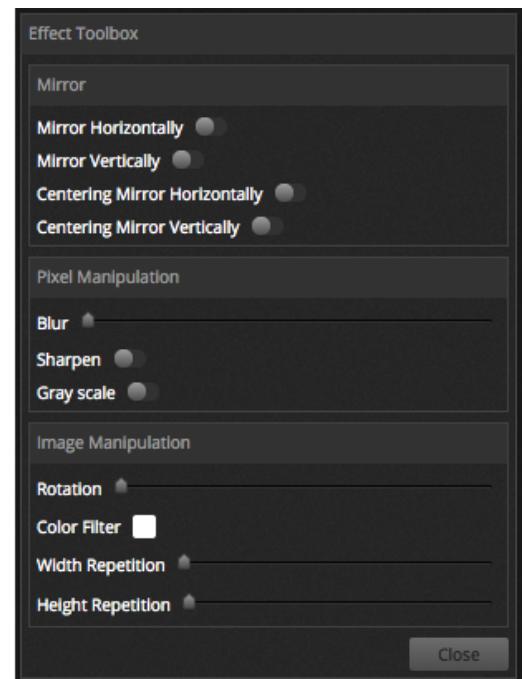 Effect Toolbox
Mirror
Mirror Horizontally
Mirror Vertically
Centering Mirror Horizontally
Centering Mirror Vertically
Pixel Manipulation
Blur
Sharpen
Gray scale
Image Manipulation
Rotation
Color Filter
Width Repetition
Height Repetition
Close